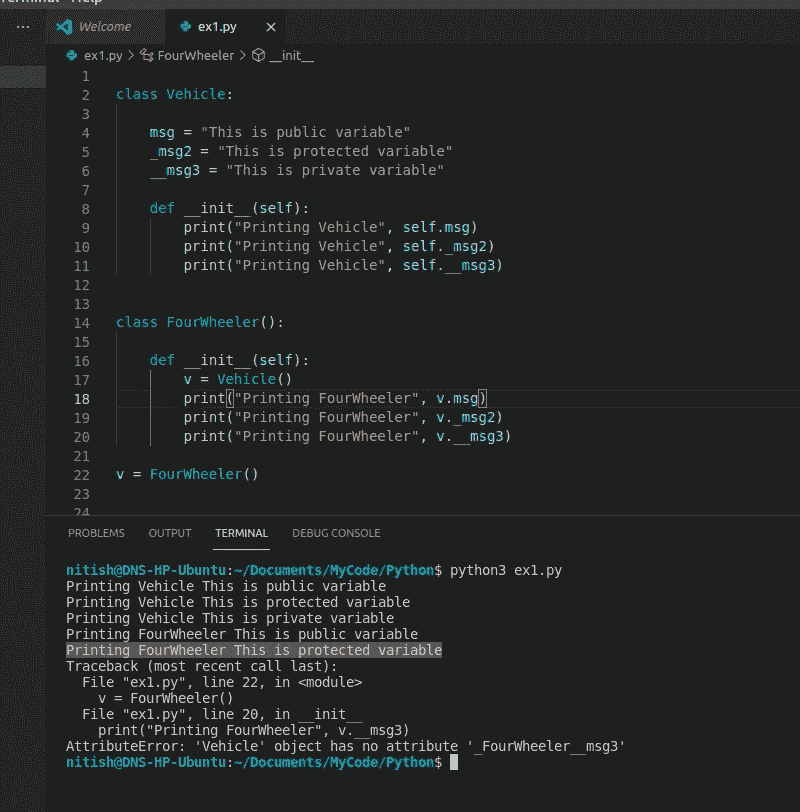 Terminal Help
... Welcome ex1.py ×
ex1.py > FourWheeler > __init__
1
2 class Vehicle:
3
4 msg = "This is public variable"
5 _msg2 = "This is protected variable"
6 __msg3 = "This is private variable"
7
8 def __init__(self):
9 print("Printing Vehicle", self.msg)
10 print("Printing Vehicle", self._msg2)
11 print("Printing Vehicle", self.__msg3)
12
13
14 class FourWheeler():
15
16 def __init__(self):
17 v = Vehicle()
18 print("Printing FourWheeler", v.msg)
19 print("Printing FourWheeler", v._msg2)
20 print("Printing FourWheeler", v.__msg3)
21
22 v = FourWheeler()
23
24
PROBLEMS OUTPUT TERMINAL DEBUG CONSOLE
nitish@DNS-HP-Ubuntu:~/Documents/MyCode/Python$ python3 ex1.py
Printing Vehicle This is public variable
Printing Vehicle This is protected variable
Printing Vehicle This is private variable
Printing FourWheeler This is public variable
Printing FourWheeler This is protected variable
Traceback (most recent call last):
File "ex1.py", line 22, in <module>
v = FourWheeler()
File "ex1.py", line 20, in __init__
print("Printing FourWheeler", v.__msg3)
AttributeError: 'Vehicle' object has no attribute '_FourWheeler__msg3'
nitish@DNS-HP-Ubuntu:~/Documents/MyCode/Python$